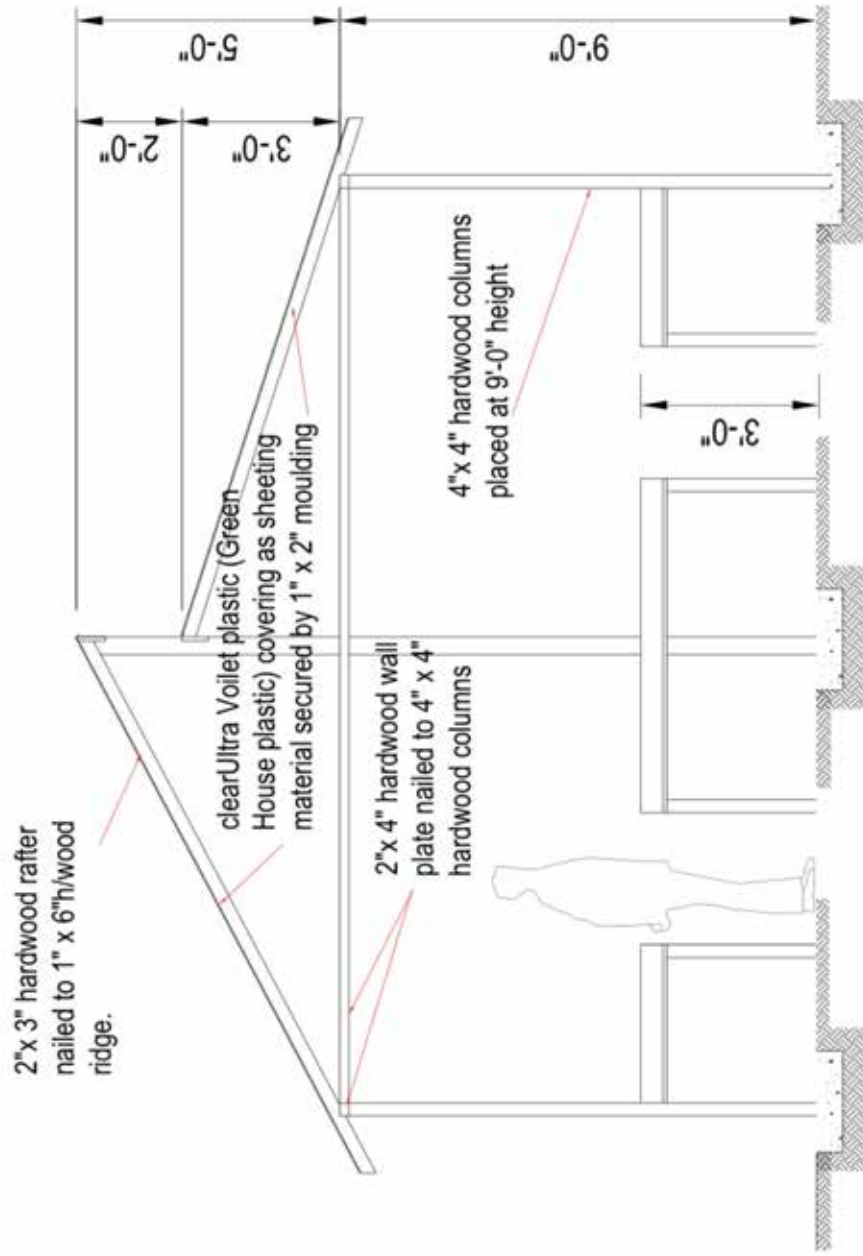 2"x 3" hardwood rafter
nailed to 1" x 6"h/wood
ridge.
clearUltra Voilet plastic (Green
House plastic) covering as sheeting
material secured by 1" x 2" moulding
2"x 4" hardwood wall
plate nailed to 4" x 4"
hardwood columns
4"x 4" hardwood columns
placed at 9'-0" height
3'-0"
2'-0"
3'-0"
5'-0"
9'-0"